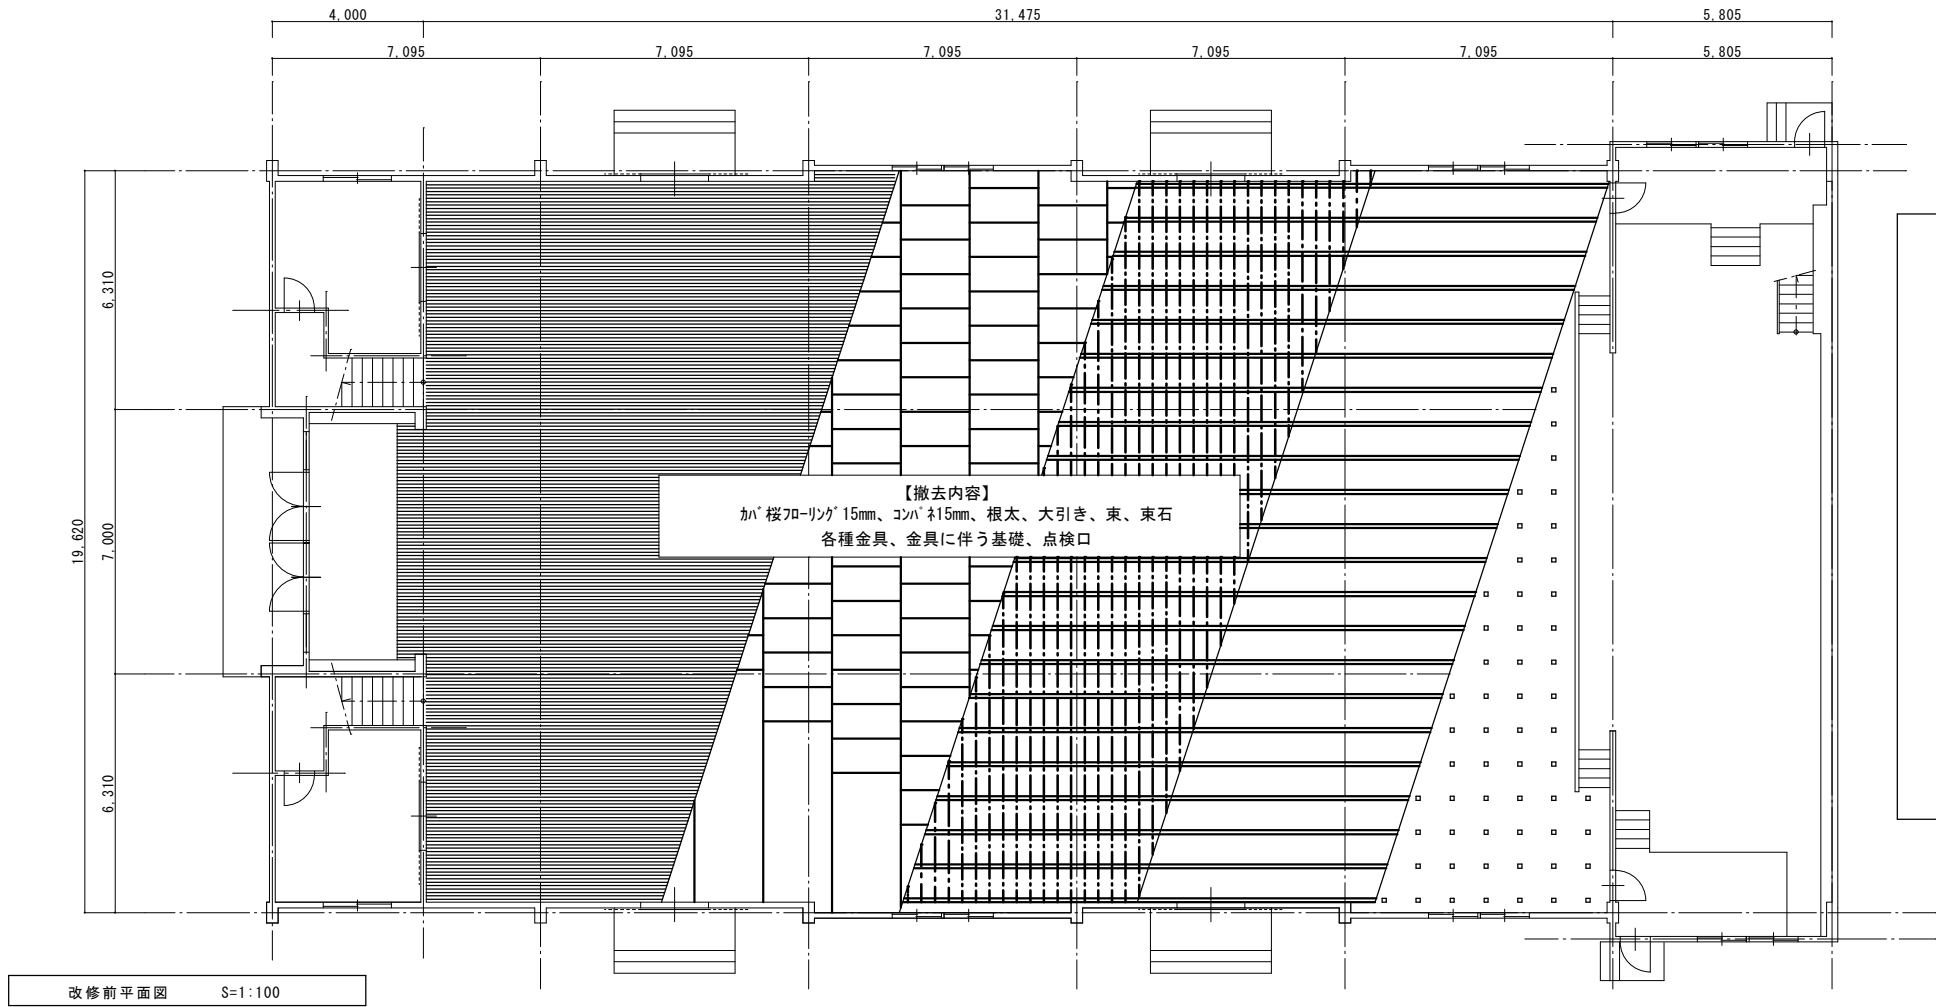 4,000 31,475 5,805
7,095 7,095 7,095 7,095 7,095 5,805
6,310
19,620
7,000
6,310
【撤去内容】
ｶﾊﾞ桜ﾌﾛｰﾘﾝｸﾞ15mm、ｺﾝﾊﾟﾈ15mm、根太、大引き、束、束石
各種金具、金具に伴う基礎、点検口
改修前平面図 S=1:100